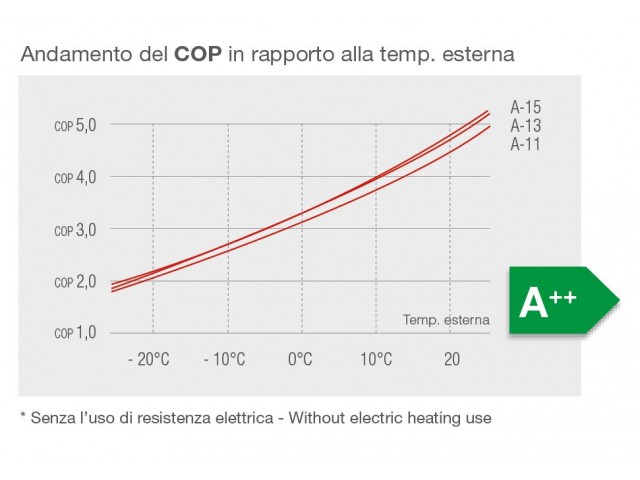 Andamento del COP in rapporto alla temp. esterna
COP 5,0
COP 4,0
COP 3,0
COP 2,0
COP 1,0
A-15
A-13
A-11
A++
Temp. esterna
- 20°C - 10°C 0°C 10°C 20
* Senza l’uso di resistenza elettrica - Without electric heating use